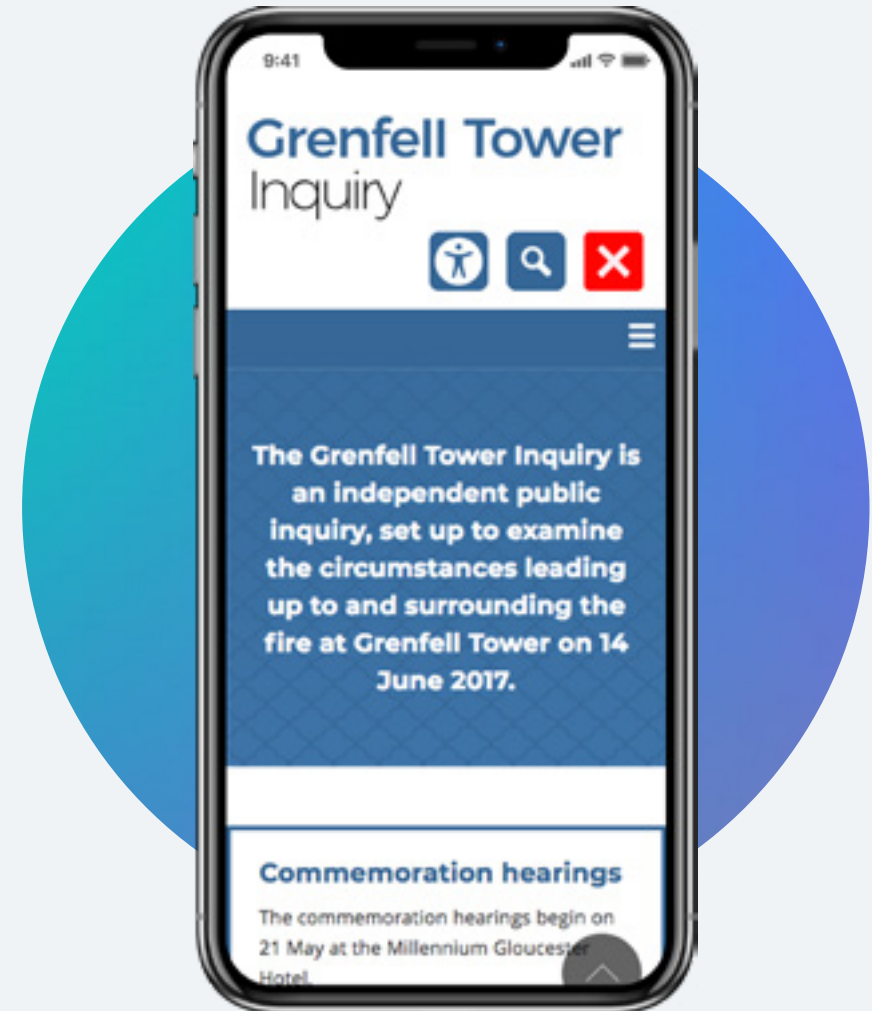 9:41
Grenfell Tower
Inquiry
The Grenfell Tower Inquiry is
an independent public
inquiry, set up to examine
the circumstances leading
up to and surrounding the
fire at Grenfell Tower on 14
June 2017.
Commemoration hearings
The commemoration hearings begin on
21 May at the Millennium Gloucester
Hotel.